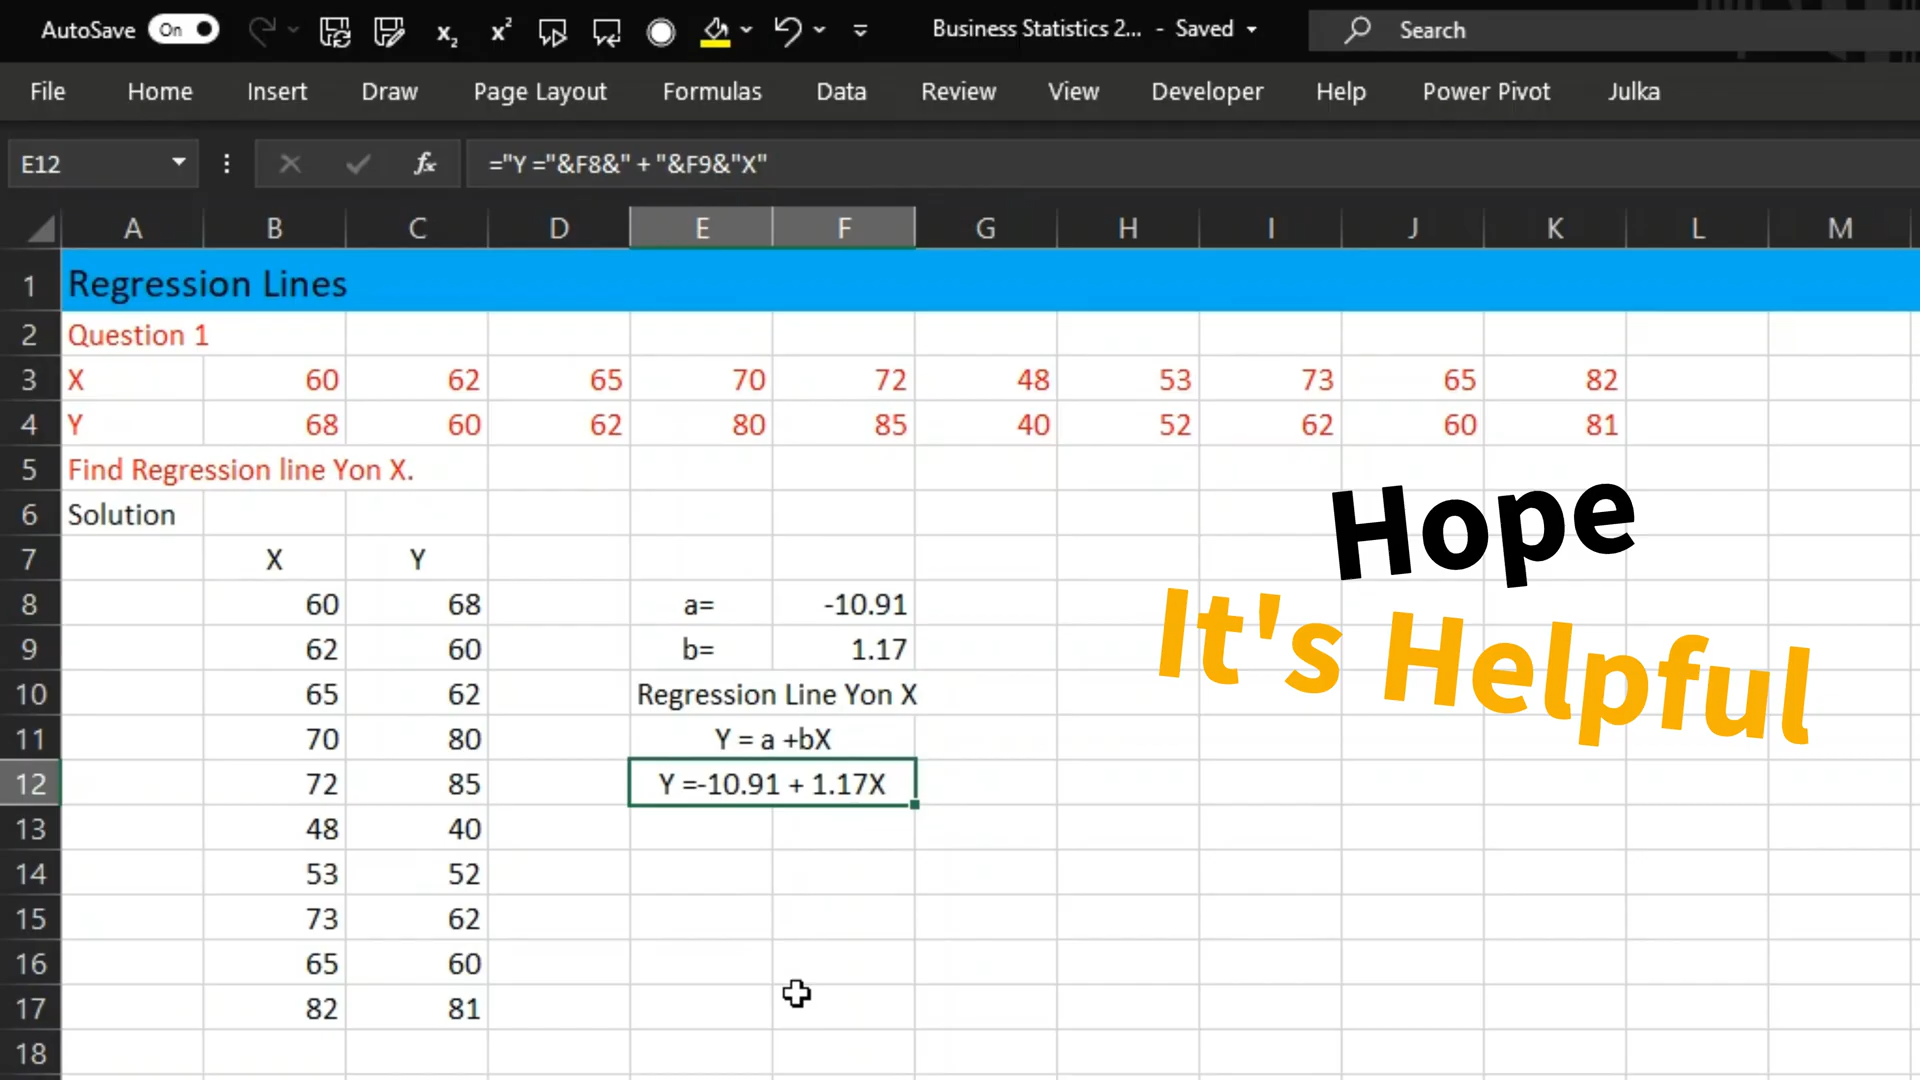 AutoSave On Business Statistics 2... - Saved Search
File Home Insert Draw Page Layout Formulas Data Review View Developer Help Power Pivot Julka
E12 fx ="Y ="&F8&" + "&F9&"X"
A B C D E F G H I J K L M
1 Regression Lines
2 Question 1
3 X 60 62 65 70 72 48 53 73 65 82
4 Y 68 60 62 80 85 40 52 62 60 81
5 Find Regression line Yon X.
6 Solution
7 X Y
8 60 68 a= -10.91
9 62 60 b= 1.17
10 65 62 Regression Line Yon X
11 70 80 Y = a +bX
12 72 85 Y =-10.91 + 1.17X
13 48 40
14 53 52
15 73 62
16 65 60
17 82 81
18
Hope
It's Helpful